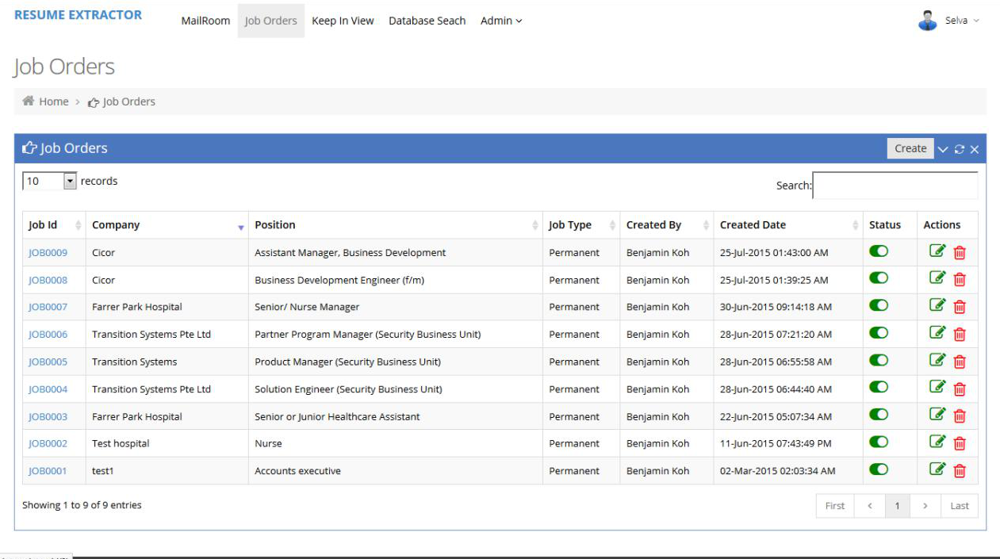 RESUME EXTRACTOR MailRoom Job Orders Keep In View Database Seach Admin Selva
Job Orders
Home > Job Orders
Job Orders Create
10 records Search:
Job Id Company Position Job Type Created By Created Date Status Actions
JOB0009 Cicor Assistant Manager, Business Development Permanent Benjamin Koh 25-Jul-2015 01:43:00 AM
JOB0008 Cicor Business Development Engineer (f/m) Permanent Benjamin Koh 25-Jul-2015 01:39:25 AM
JOB0007 Farrer Park Hospital Senior/ Nurse Manager Permanent Benjamin Koh 30-Jun-2015 09:14:18 AM
JOB0006 Transition Systems Pte Ltd Partner Program Manager (Security Business Unit) Permanent Benjamin Koh 28-Jun-2015 07:21:20 AM
JOB0005 Transition Systems Product Manager (Security Business Unit) Permanent Benjamin Koh 28-Jun-2015 06:55:58 AM
JOB0004 Transition Systems Pte Ltd Solution Engineer (Security Business Unit) Permanent Benjamin Koh 28-Jun-2015 06:44:40 AM
JOB0003 Farrer Park Hospital Senior or Junior Healthcare Assistant Permanent Benjamin Koh 22-Jun-2015 05:07:34 AM
JOB0002 Test hospital Nurse Permanent Benjamin Koh 11-Jun-2015 07:43:49 PM
JOB0001 test1 Accounts executive Permanent Benjamin Koh 02-Mar-2015 02:03:34 AM
Showing 1 to 9 of 9 entries First < 1 > Last